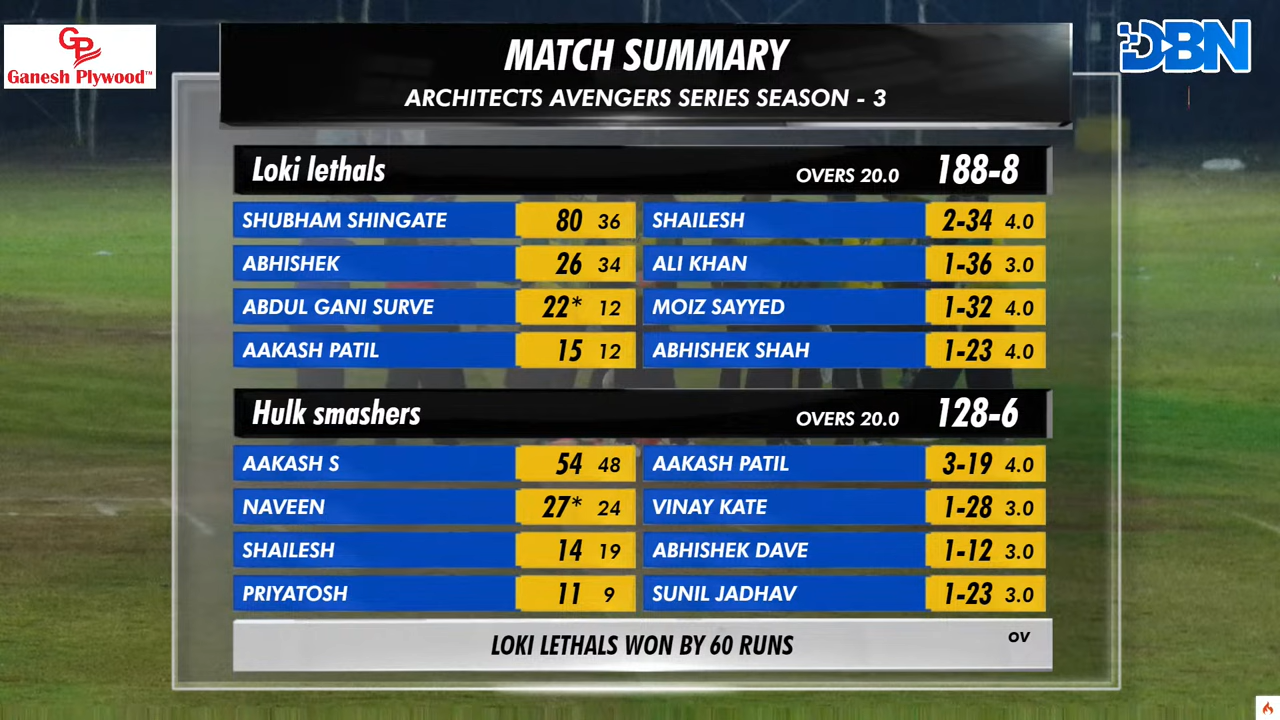 GP
Ganesh Plywood™
DBN
MATCH SUMMARY
ARCHITECTS AVENGERS SERIES SEASON - 3
Loki lethals OVERS 20.0 188-8
SHUBHAM SHINGATE 80 36 SHAILESH 2-34 4.0
ABHISHEK 26 34 ALI KHAN 1-36 3.0
ABDUL GANI SURVE 22* 12 MOIZ SAYYED 1-32 4.0
AAKASH PATIL 15 12 ABHISHEK SHAH 1-23 4.0
Hulk smashers OVERS 20.0 128-6
AAKASH S 54 48 AAKASH PATIL 3-19 4.0
NAVEEN 27* 24 VINAY KATE 1-28 3.0
SHAILESH 14 19 ABHISHEK DAVE 1-12 3.0
PRIYATOSH 11 9 SUNIL JADHAV 1-23 3.0
LOKI LETHALS WON BY 60 RUNS OV